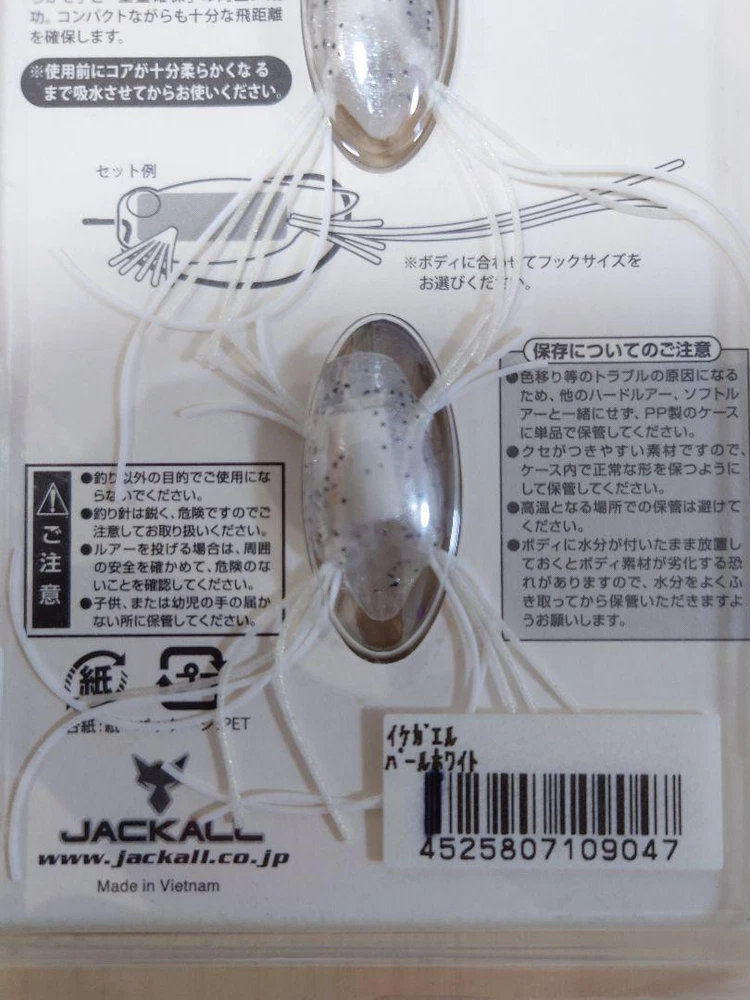 功。コンパクトながらも十分な飛距離
を確保します。
※使用前にコアが十分柔らかくなる
まで吸水させてからお使いください。
セット例
※ボディに合わせてフックサイズを
お選びください。
保存についてのご注意
●色移り等のトラブルの原因になる
ため、他のハードルアー、ソフトル
アーと一緒にせず、PP製のケース
に単品で保管してください。
●クセがつきやすい素材ですので、
ケース内で正常な形を保つように
して保管してください。
●高温となる場所での保管は避けて
ください。
●ボディに水分が付いたまま放置し
ておくとボディ素材が劣化する恐
れがありますので、水分をよくふ
き取ってから保管いただきますよ
うお願いします。
ご注意
●釣り以外の目的でご使用にな
らないでください。
●釣り針は鋭く、危険ですのでご
注意してお取り扱いください。
●ルアーを投げる場合は、周囲
の安全を確かめて、危険のな
いことを確認してください。
●子供、または幼児の手の届か
ない所に保管してください。
紙
プラ
台紙:紙 パッケージ:PET
JACKALL
www.jackall.co.jp
Made in Vietnam
イケガエル
パールホワイト
4525807109047